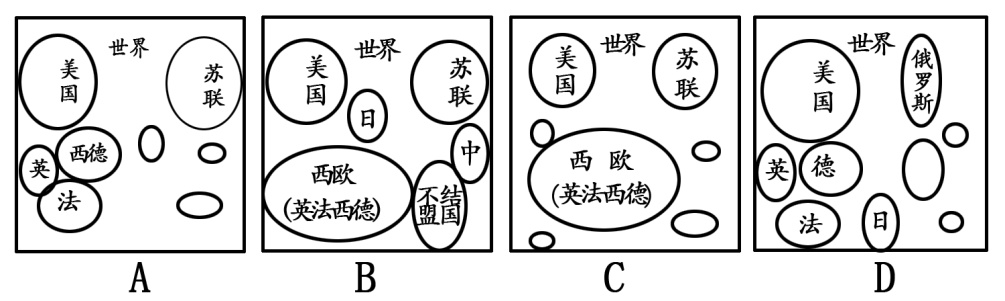 世界
美国
苏联
英
西德
法
A
世界
美国
苏联
日
中
西欧
(英法西德)
不结
盟国
B
世界
美国
苏联
西 欧
(英法西德)
C
世界
美国
俄罗斯
英
德
法
日
D